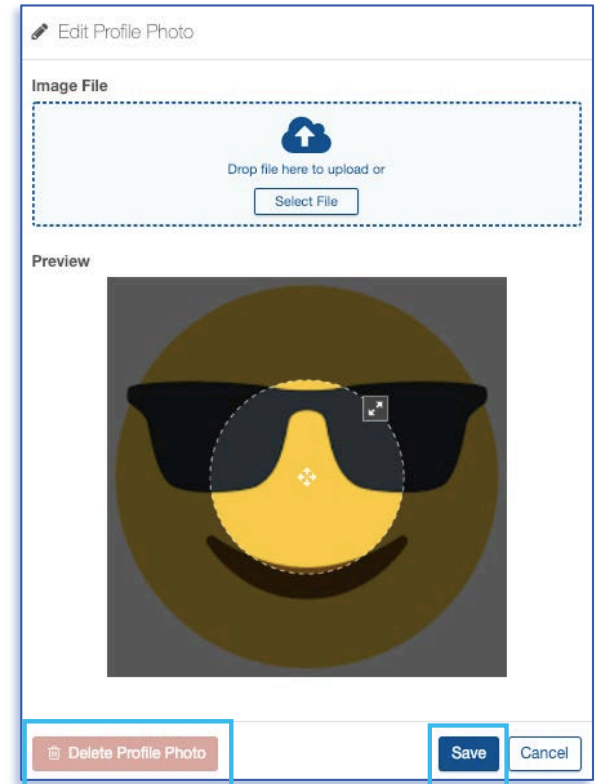 Edit Profile Photo
Image File
Drop file here to upload or
Select File
Preview
Delete Profile Photo
Save
Cancel